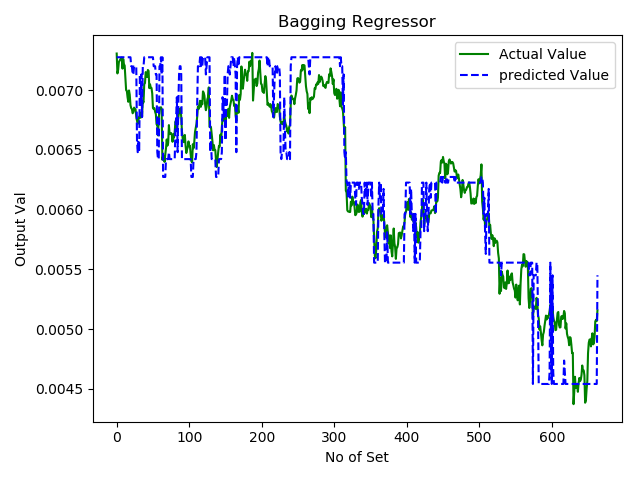 Bagging Regressor
Actual Value
predicted Value
Output Val
0.0070
0.0065
0.0060
0.0055
0.0050
0.0045
0 100 200 300 400 500 600
No of Set